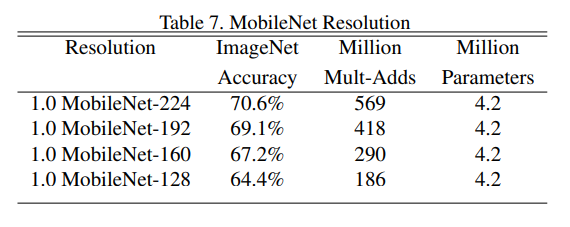 Table 7. MobileNet Resolution
Resolution ImageNet Million Million
Accuracy Mult-Adds Parameters
1.0 MobileNet-224 70.6% 569 4.2
1.0 MobileNet-192 69.1% 418 4.2
1.0 MobileNet-160 67.2% 290 4.2
1.0 MobileNet-128 64.4% 186 4.2